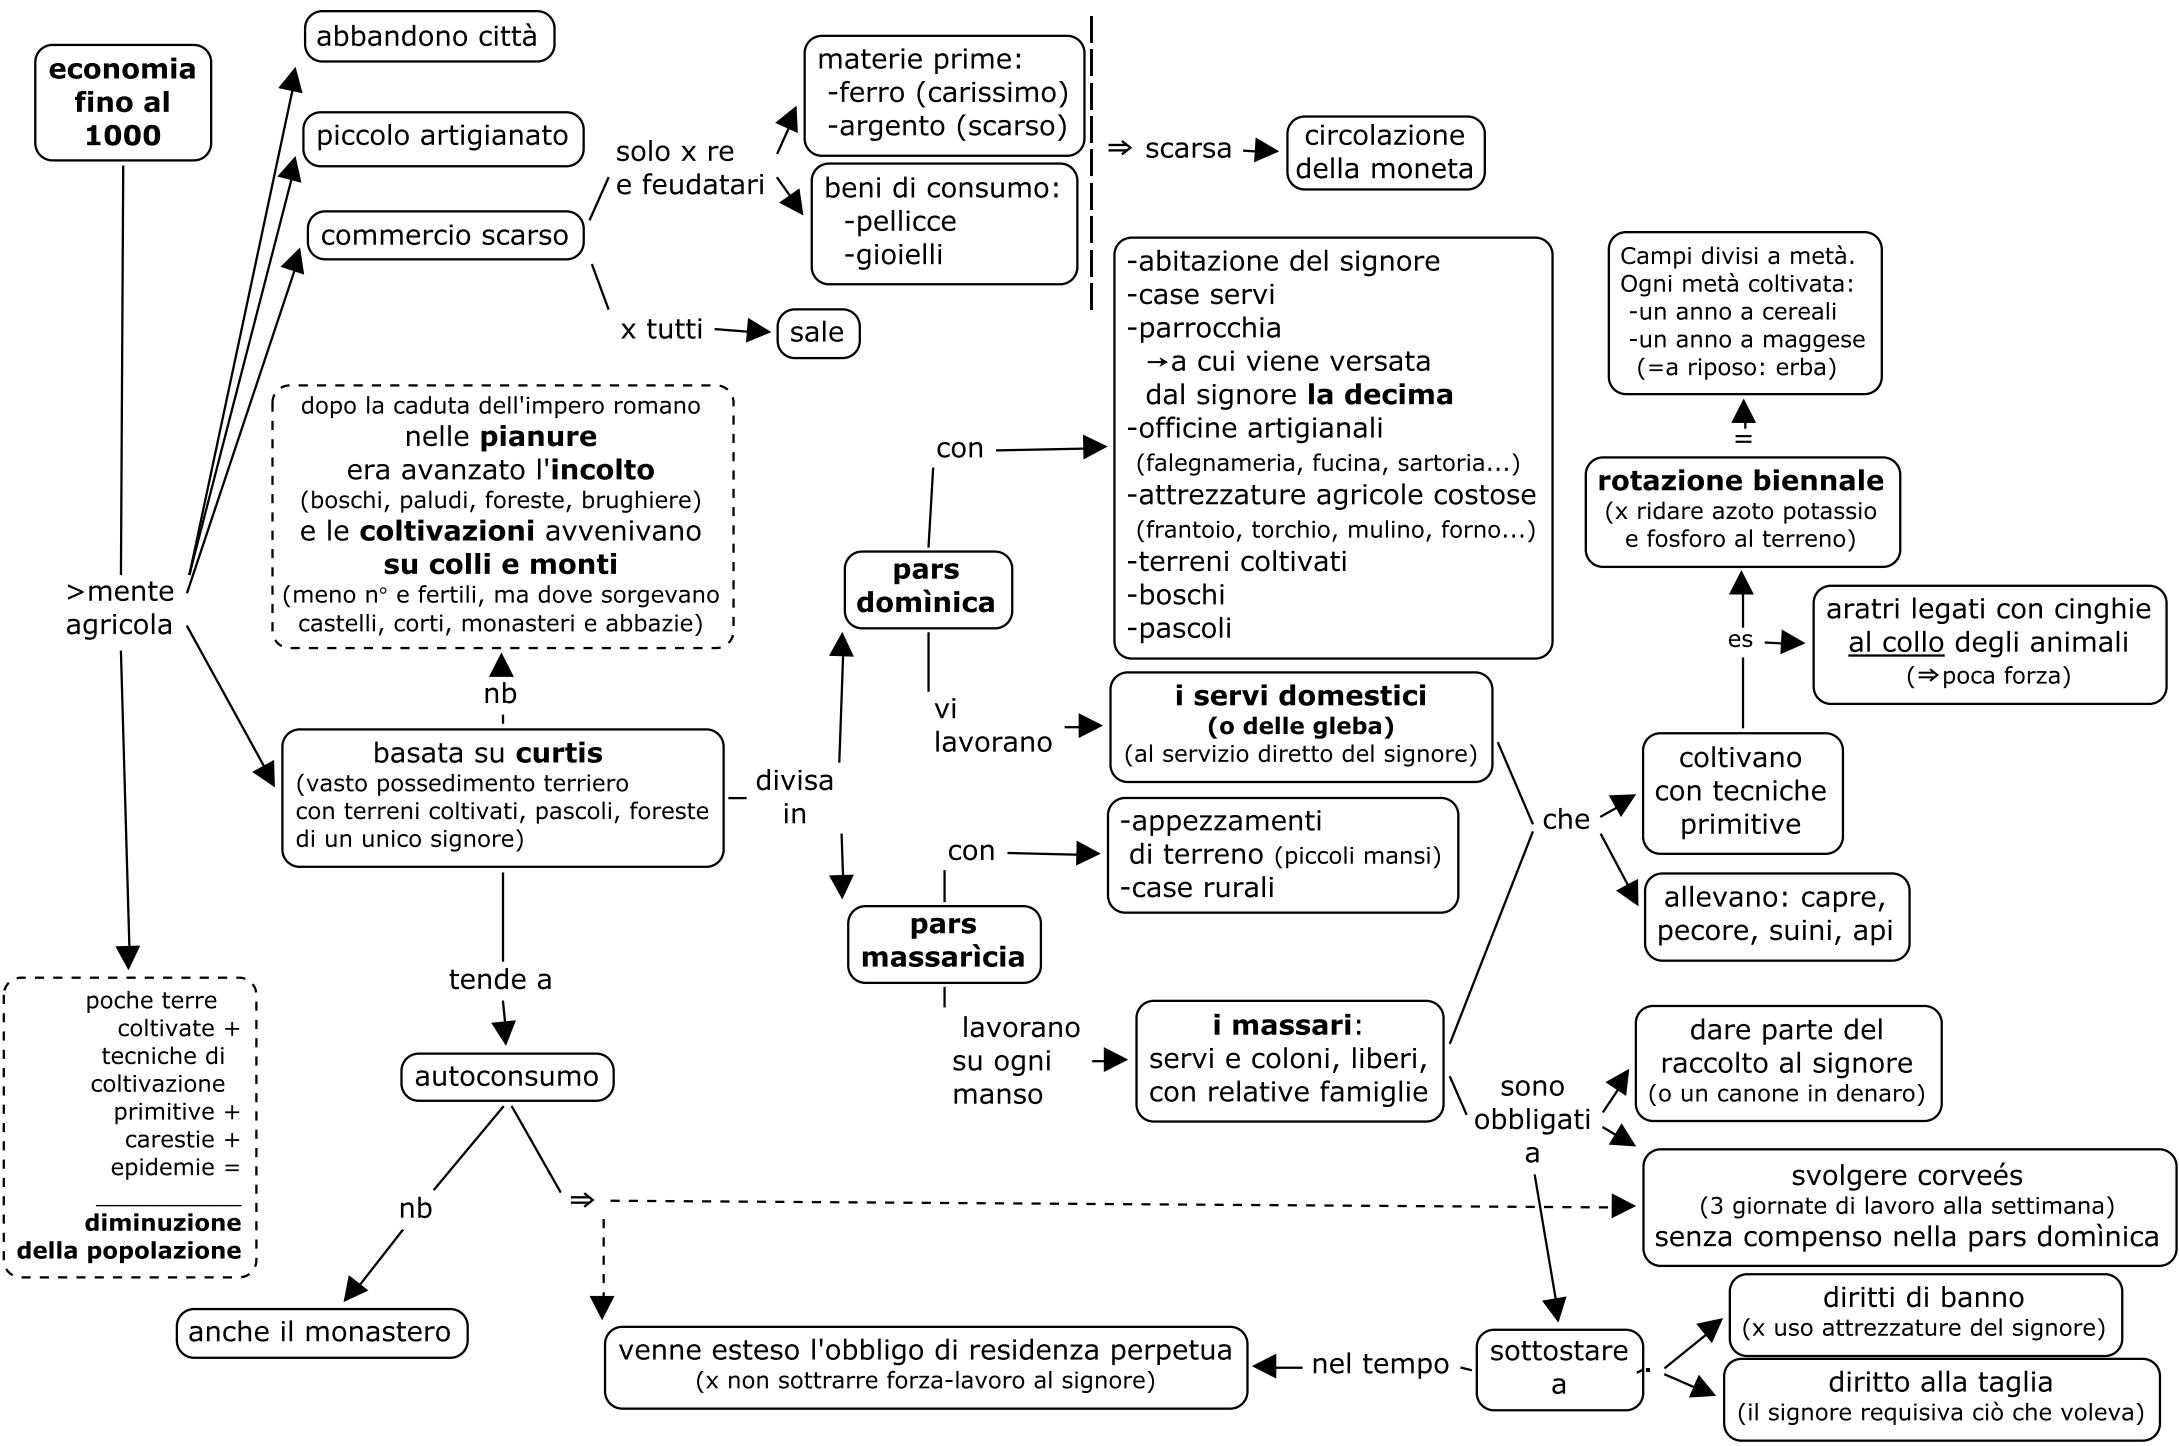 economia
fino al
1000
>mente
agricola
abbandono città
piccolo artigianato
commercio scarso
solo x re
e feudatari
materie prime:
-ferro (carissimo)
-argento (scarso)
beni di consumo:
-pellicce
-gioielli
⇒ scarsa
circolazione
della moneta
x tutti
sale
dopo la caduta dell'impero romano
nelle pianure
era avanzato l'incolto
(boschi, paludi, foreste, brughiere)
e le coltivazioni avvenivano
su colli e monti
(meno n° e fertili, ma dove sorgevano
castelli, corti, monasteri e abbazie)
nb
basata su curtis
(vasto possedimento terriero
con terreni coltivati, pascoli, foreste
di un unico signore)
divisa
in
pars
domìnica
con
-abitazione del signore
-case servi
-parrocchia
→a cui viene versata
dal signore la decima
-officine artigianali
(falegnameria, fucina, sartoria...)
-attrezzature agricole costose
(frantoio, torchio, mulino, forno...)
-terreni coltivati
-boschi
-pascoli
vi
lavorano
i servi domestici
(o delle gleba)
(al servizio diretto del signore)
pars
massarìcia
con
-appezzamenti
di terreno (piccoli mansi)
-case rurali
lavorano
su ogni
manso
i massari:
servi e coloni, liberi,
con relative famiglie
che
coltivano
con tecniche
primitive
es
rotazione biennale
(x ridare azoto potassio
e fosforo al terreno)
=
Campi divisi a metà.
Ogni metà coltivata:
-un anno a cereali
-un anno a maggese
(=a riposo: erba)
aratri legati con cinghie
al collo degli animali
(⇒poca forza)
allevano: capre,
pecore, suini, api
sono
obbligati
a
dare parte del
raccolto al signore
(o un canone in denaro)
svolgere corveés
(3 giornate di lavoro alla settimana)
senza compenso nella pars domìnica
sottostare
a
diritti di banno
(x uso attrezzature del signore)
diritto alla taglia
(il signore requisiva ciò che voleva)
nel tempo
venne esteso l'obbligo di residenza perpetua
(x non sottrarre forza-lavoro al signore)
tende a
autoconsumo
⇒
nb
anche il monastero
poche terre
coltivate +
tecniche di
coltivazione
primitive +
carestie +
epidemie =
diminuzione
della popolazione